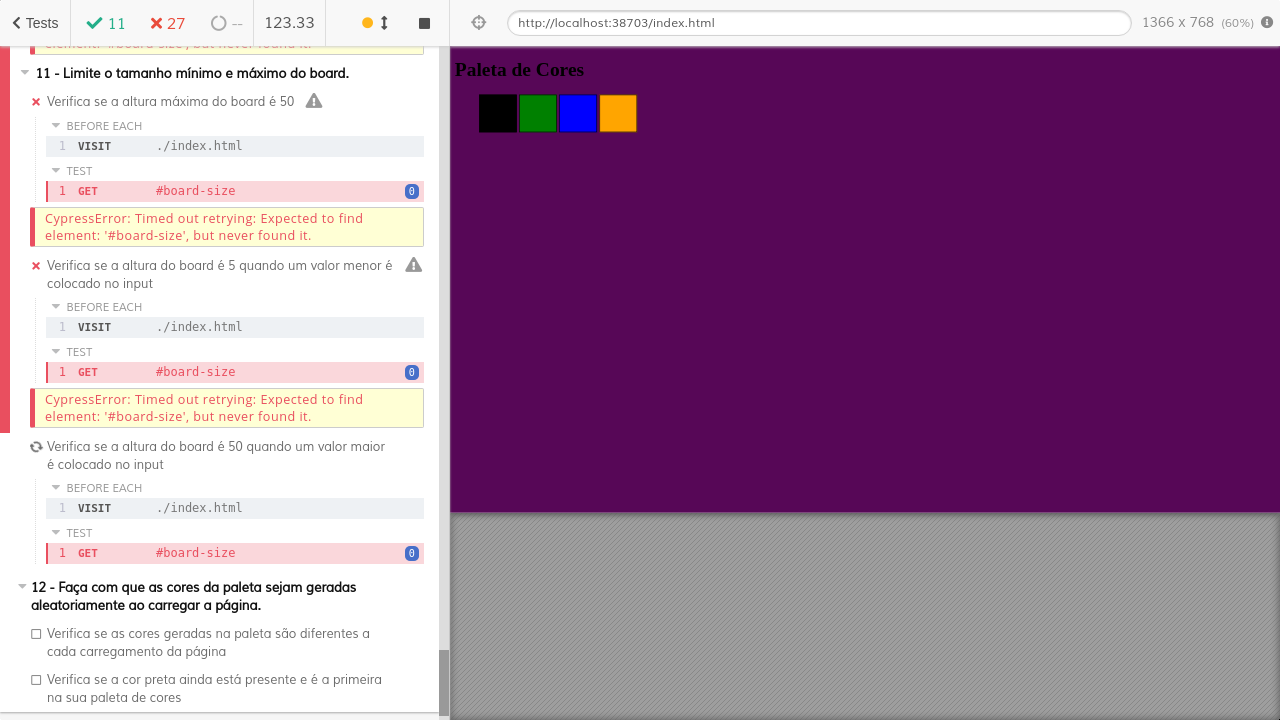 Tests 11 27 -- 123.33
http://localhost:38703/index.html 1366 x 768 (60%)
element: '#board-size', but never found it.
11 - Limite o tamanho mínimo e máximo do board.
Verifica se a altura máxima do board é 50
BEFORE EACH
1 VISIT ./index.html
TEST
1 GET #board-size 0
CypressError: Timed out retrying: Expected to find
element: '#board-size', but never found it.
Verifica se a altura do board é 5 quando um valor menor é
colocado no input
BEFORE EACH
1 VISIT ./index.html
TEST
1 GET #board-size 0
CypressError: Timed out retrying: Expected to find
element: '#board-size', but never found it.
Verifica se a altura do board é 50 quando um valor maior
é colocado no input
BEFORE EACH
1 VISIT ./index.html
TEST
1 GET #board-size 0
12 - Faça com que as cores da paleta sejam geradas
aleatoriamente ao carregar a página.
Verifica se as cores geradas na paleta são diferentes a
cada carregamento da página
Verifica se a cor preta ainda está presente e é a primeira
na sua paleta de cores
Paleta de Cores